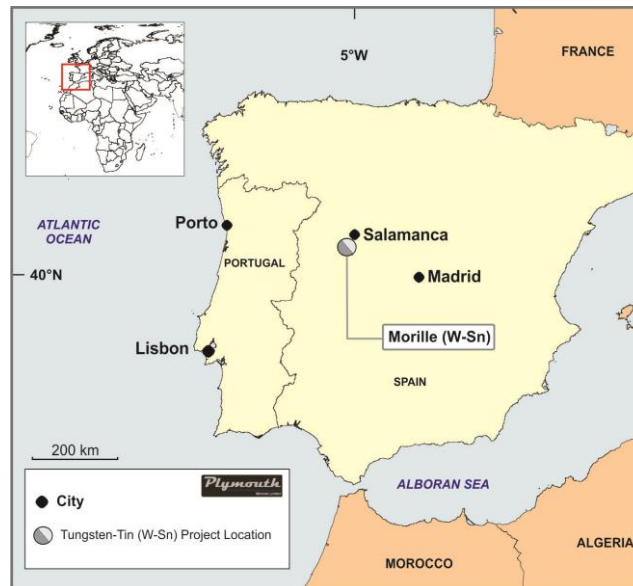 5°W
FRANCE
ATLANTIC
OCEAN
Porto
PORTUGAL
Salamanca
40°N
Madrid
Morille (W-Sn)
Lisbon
SPAIN
200 km
ALBORAN SEA
Plymouth
City
Tungsten-Tin (W-Sn) Project Location
MOROCCO
ALGERIA